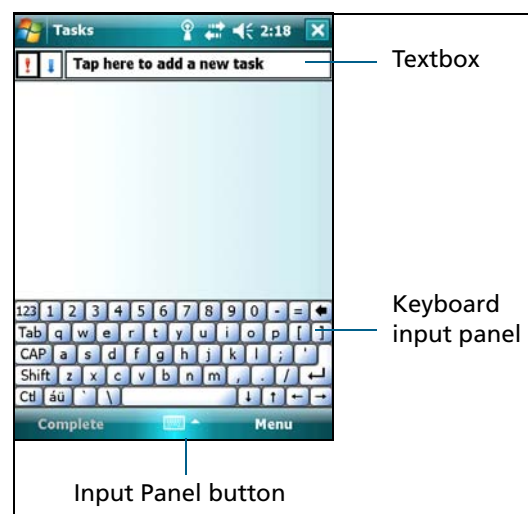 Tasks 2:18
Tap here to add a new task
Textbox
123 1 2 3 4 5 6 7 8 9 0 - =
Tab q w e r t y u i o p [ ]
CAP a s d f g h j k l ; '
Shift z x c v b n m , . /
Ctl áü ` \
Keyboard
input panel
Complete Menu
Input Panel button